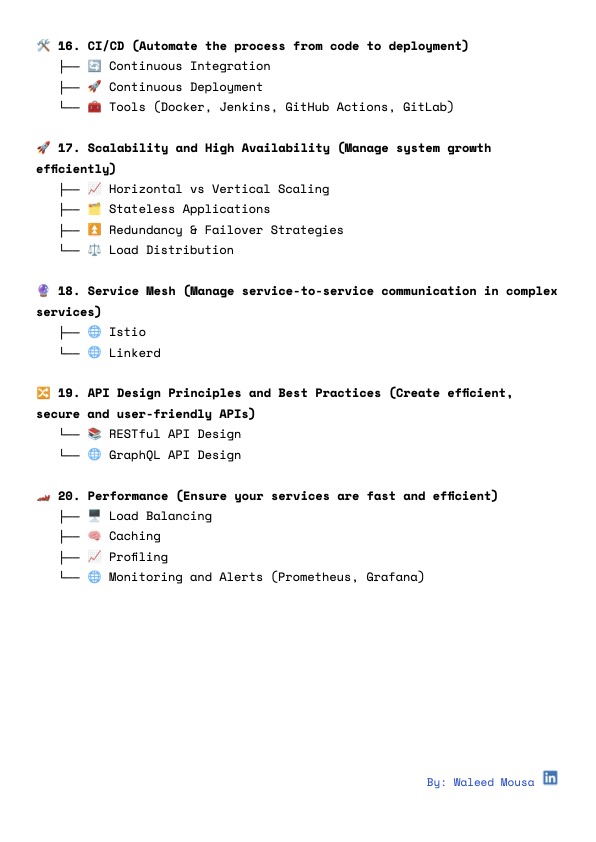 🛠️ 16. CI/CD (Automate the process from code to deployment)
├── 🔄 Continuous Integration
├── 🚀 Continuous Deployment
└── 🧰 Tools (Docker, Jenkins, GitHub Actions, GitLab)
🚀 17. Scalability and High Availability (Manage system growth
efficiently)
├── 📈 Horizontal vs Vertical Scaling
├── 🗂️ Stateless Applications
├── ⏫ Redundancy & Failover Strategies
└── ⚖️ Load Distribution
🔮 18. Service Mesh (Manage service-to-service communication in complex
services)
├── 🌐 Istio
└── 🌐 Linkerd
🔀 19. API Design Principles and Best Practices (Create efficient,
secure and user-friendly APIs)
└── 📚 RESTful API Design
└── 🌐 GraphQL API Design
🏎️ 20. Performance (Ensure your services are fast and efficient)
├── 🖥️ Load Balancing
├── 🧠 Caching
├── 📈 Profiling
└── 🌐 Monitoring and Alerts (Prometheus, Grafana)
By: Waleed Mousa in